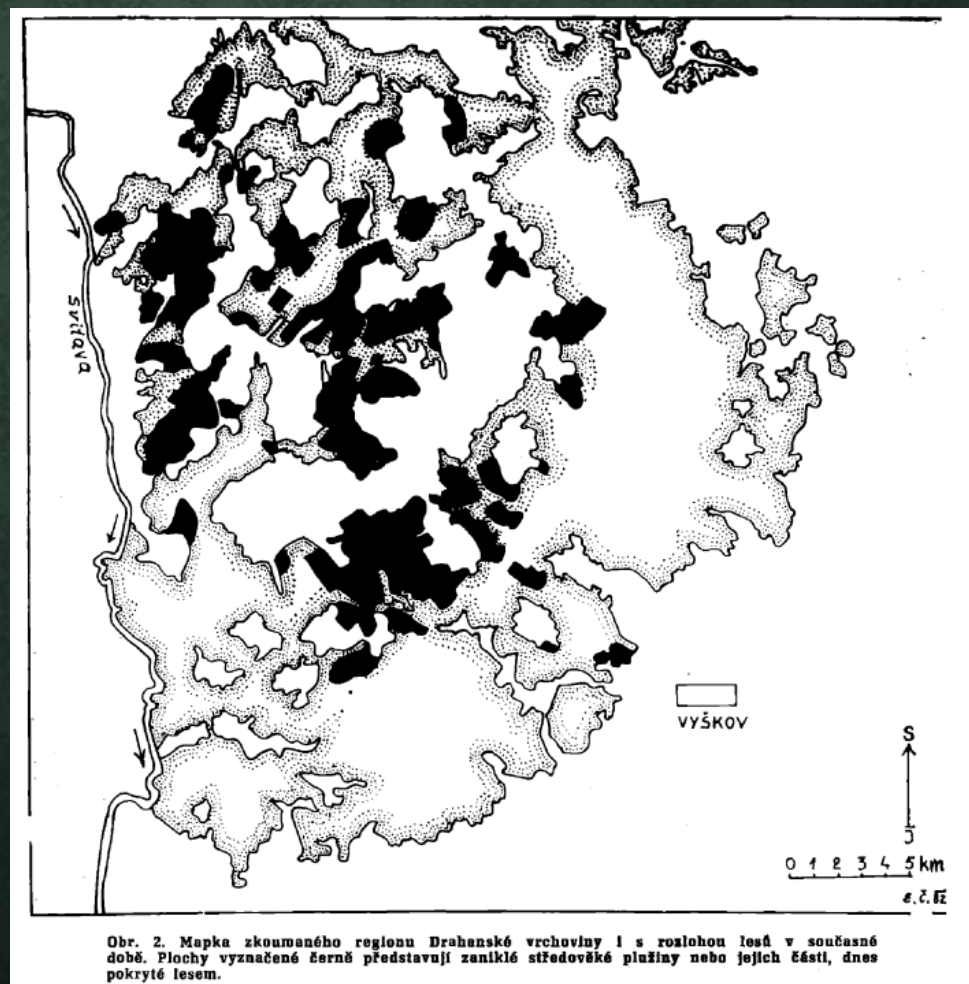 Svitava
VYŠKOV
S
J
0 1 2 3 4 5 km
Obr. 2. Mapka zkoumaného regionu Drahanské vrchoviny i s rozlohou lesů v současné
době. Plochy vyznačené černě představují zaniklé středověké plužiny nebo jejich části, dnes
pokryté lesem.